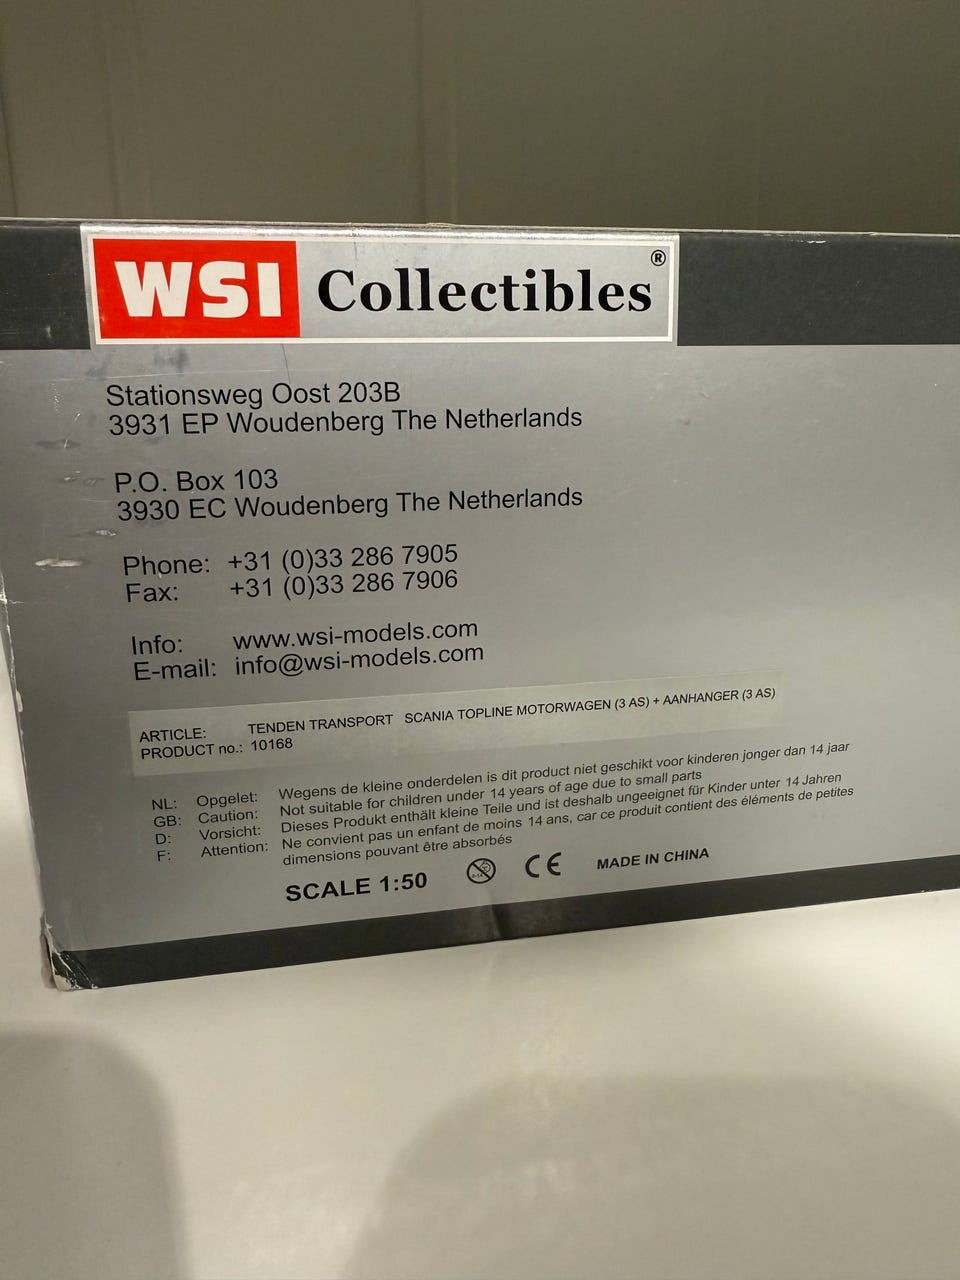 WSI Collectibles®
Stationsweg Oost 203B
3931 EP Woudenberg The Netherlands
P.O. Box 103
3930 EC Woudenberg The Netherlands
Phone: +31 (0)33 286 7905
Fax: +31 (0)33 286 7906
Info: www.wsi-models.com
E-mail: info@wsi-models.com
ARTICLE: TENDEN TRANSPORT SCANIA TOPLINE MOTORWAGEN (3 AS) + AANHANGER (3 AS)
PRODUCT no.: 10168
NL: Opgelet: Wegens de kleine onderdelen is dit product niet geschikt voor kinderen jonger dan 14 jaar
GB: Caution: Not suitable for children under 14 years of age due to small parts
D: Vorsicht: Dieses Produkt enthält kleine Teile und ist deshalb ungeeignet für Kinder unter 14 Jahren
F: Attention: Ne convient pas un enfant de moins 14 ans, car ce produit contient des éléments de petites
dimensions pouvant être absorbés
SCALE 1:50 CE MADE IN CHINA